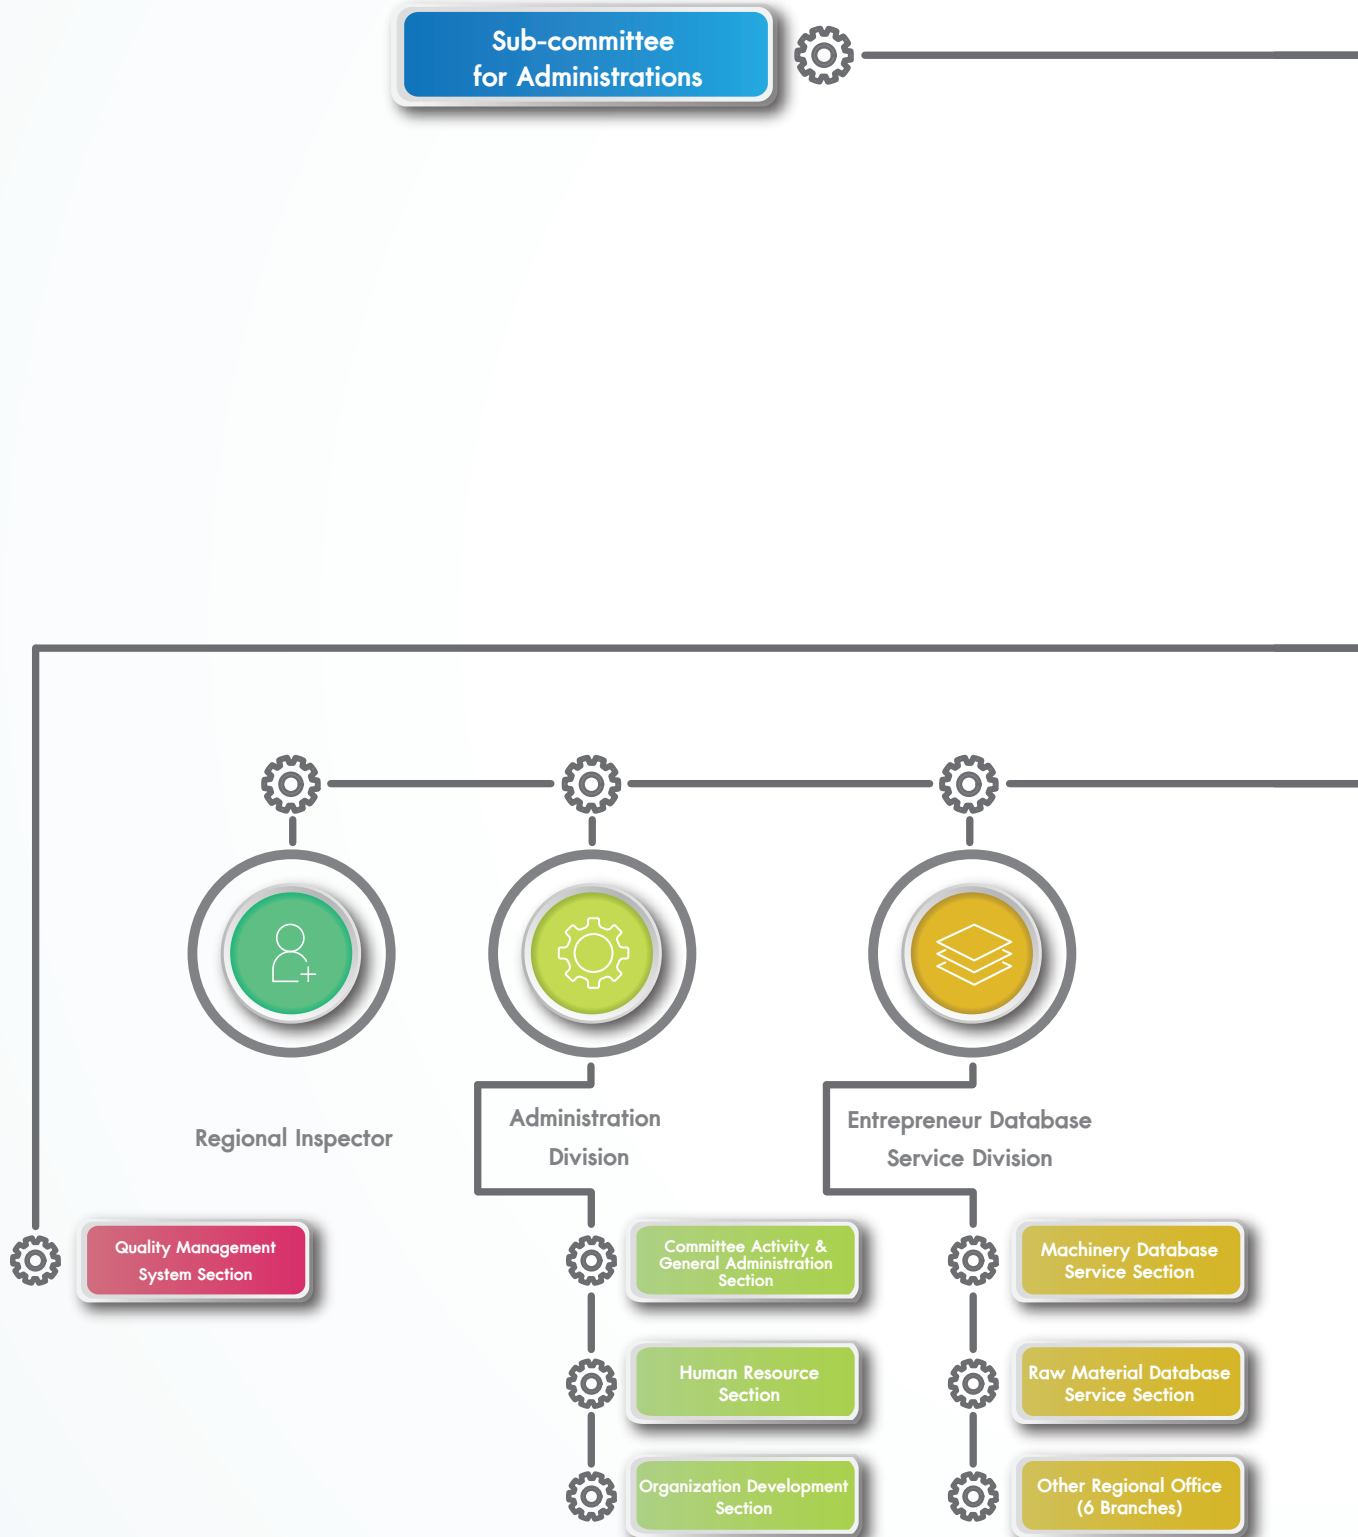 Sub-committee
for Administrations
Regional Inspector
Administration
Division
Entrepreneur Database
Service Division
Quality Management
System Section
Committee Activity &
General Administration
Section
Machinery Database
Service Section
Human Resource
Section
Raw Material Database
Service Section
Organization Development
Section
Other Regional Office
(6 Branches)